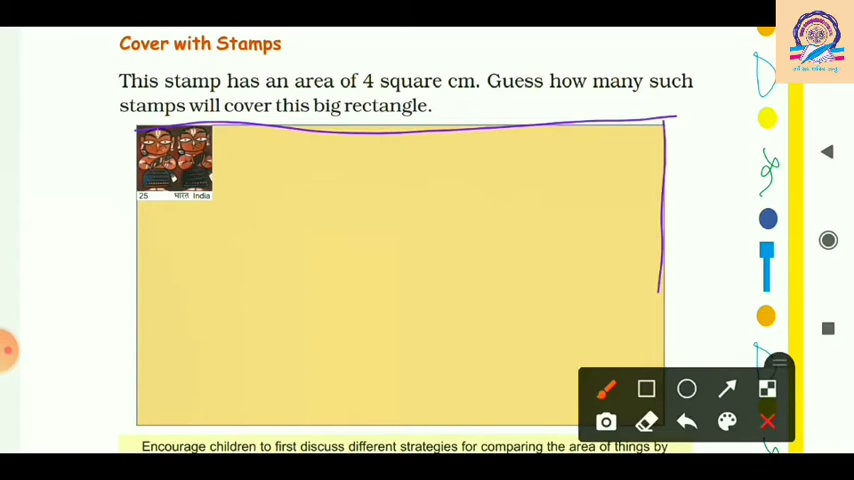 Cover with Stamps
This stamp has an area of 4 square cm. Guess how many such
stamps will cover this big rectangle.
25 भारत India
Encourage children to first discuss different strategies for comparing the area of things by